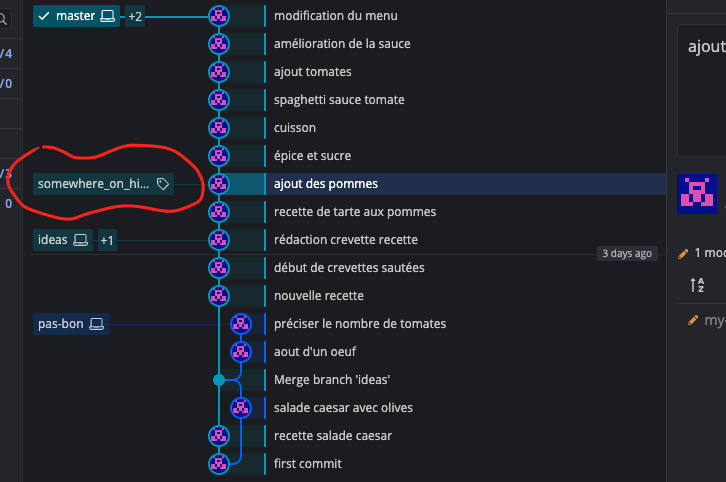 master +2 modification du menu
ajout
/4 amélioration de la sauce
ajout tomates
/0
spaghetti sauce tomate
cuisson
épice et sucre
/3 somewhere_on_hi... ajout des pommes
0 recette de tarte aux pommes
ideas +1 rédaction crevette recette
3 days ago 1 mod
début de crevettes sautées
nouvelle recette
pas-bon préciser le nombre de tomates my-
aout d'un oeuf
Merge branch 'ideas'
salade caesar avec olives
recette salade caesar
first commit